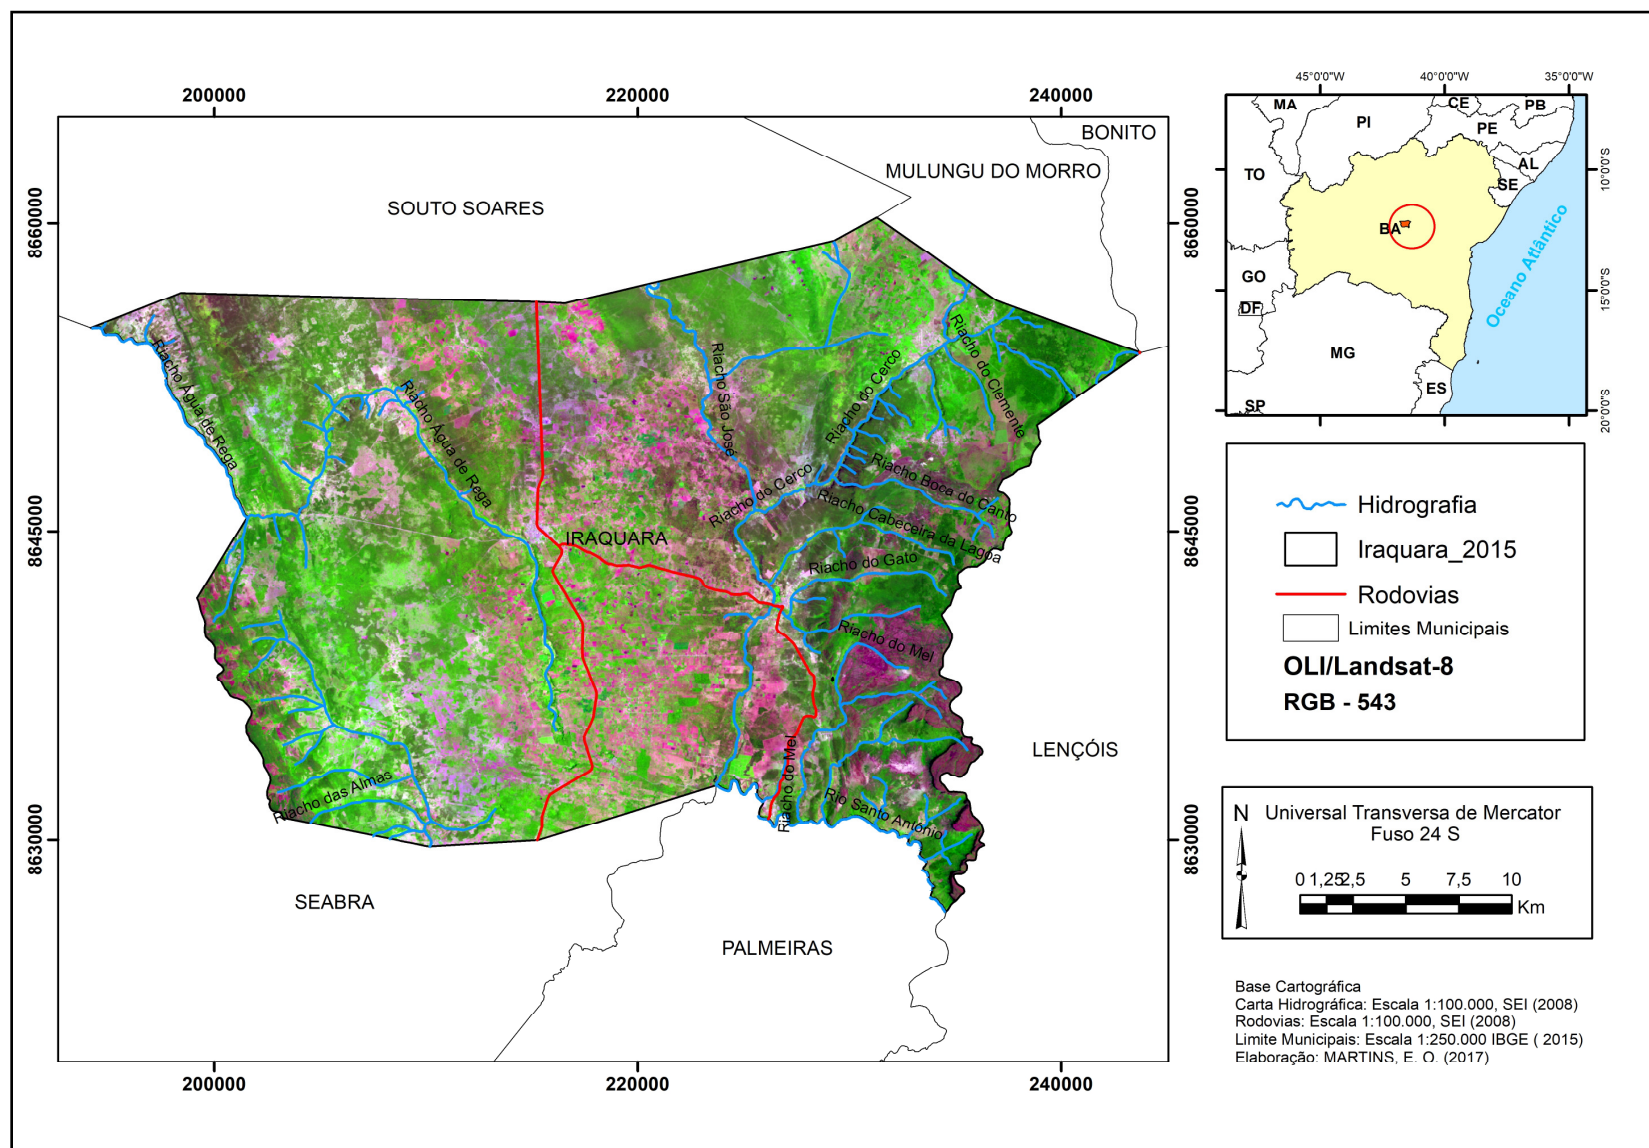 200000
220000
240000
BONITO
MULUNGU DO MORRO
SOUTO SOARES
8660000
8660000
Riacho Água de Rega
Riacho Água de Rega
Riacho São José
Riacho do Cerco
Riacho do Clemente
Riacho do Cerco
Riacho Boca do Canto
Riacho Cabeceira da Lagoa
Riacho do Gato
IRAQUARA
8645000
8645000
Riacho do Mel
LENÇÓIS
Riacho do Mel
Riacho das Almas
Rio Santo Antônio
8630000
8630000
SEABRA
PALMEIRAS
200000
220000
240000
45°0'0"W
40°0'0"W
35°0'0"W
MA
PI
CE
PB
PE
AL
SE
TO
BA
GO
DF
MG
ES
SP
Oceano Atlântico
10°0'0"S
15°0'0"S
20°0'0"S
Hidrografia
Iraquara_2015
Rodovias
Limites Municipais
OLI/Landsat-8
RGB - 543
N
Universal Transversa de Mercator
Fuso 24 S
0 1,25 2,5 5 7,5 10
Km
Base Cartográfica
Carta Hidrográfica: Escala 1:100.000, SEI (2008)
Rodovias: Escala 1:100.000, SEI (2008)
Limite Municipais: Escala 1:250.000 IBGE ( 2015)
Elaboração: MARTINS, E. O. (2017)